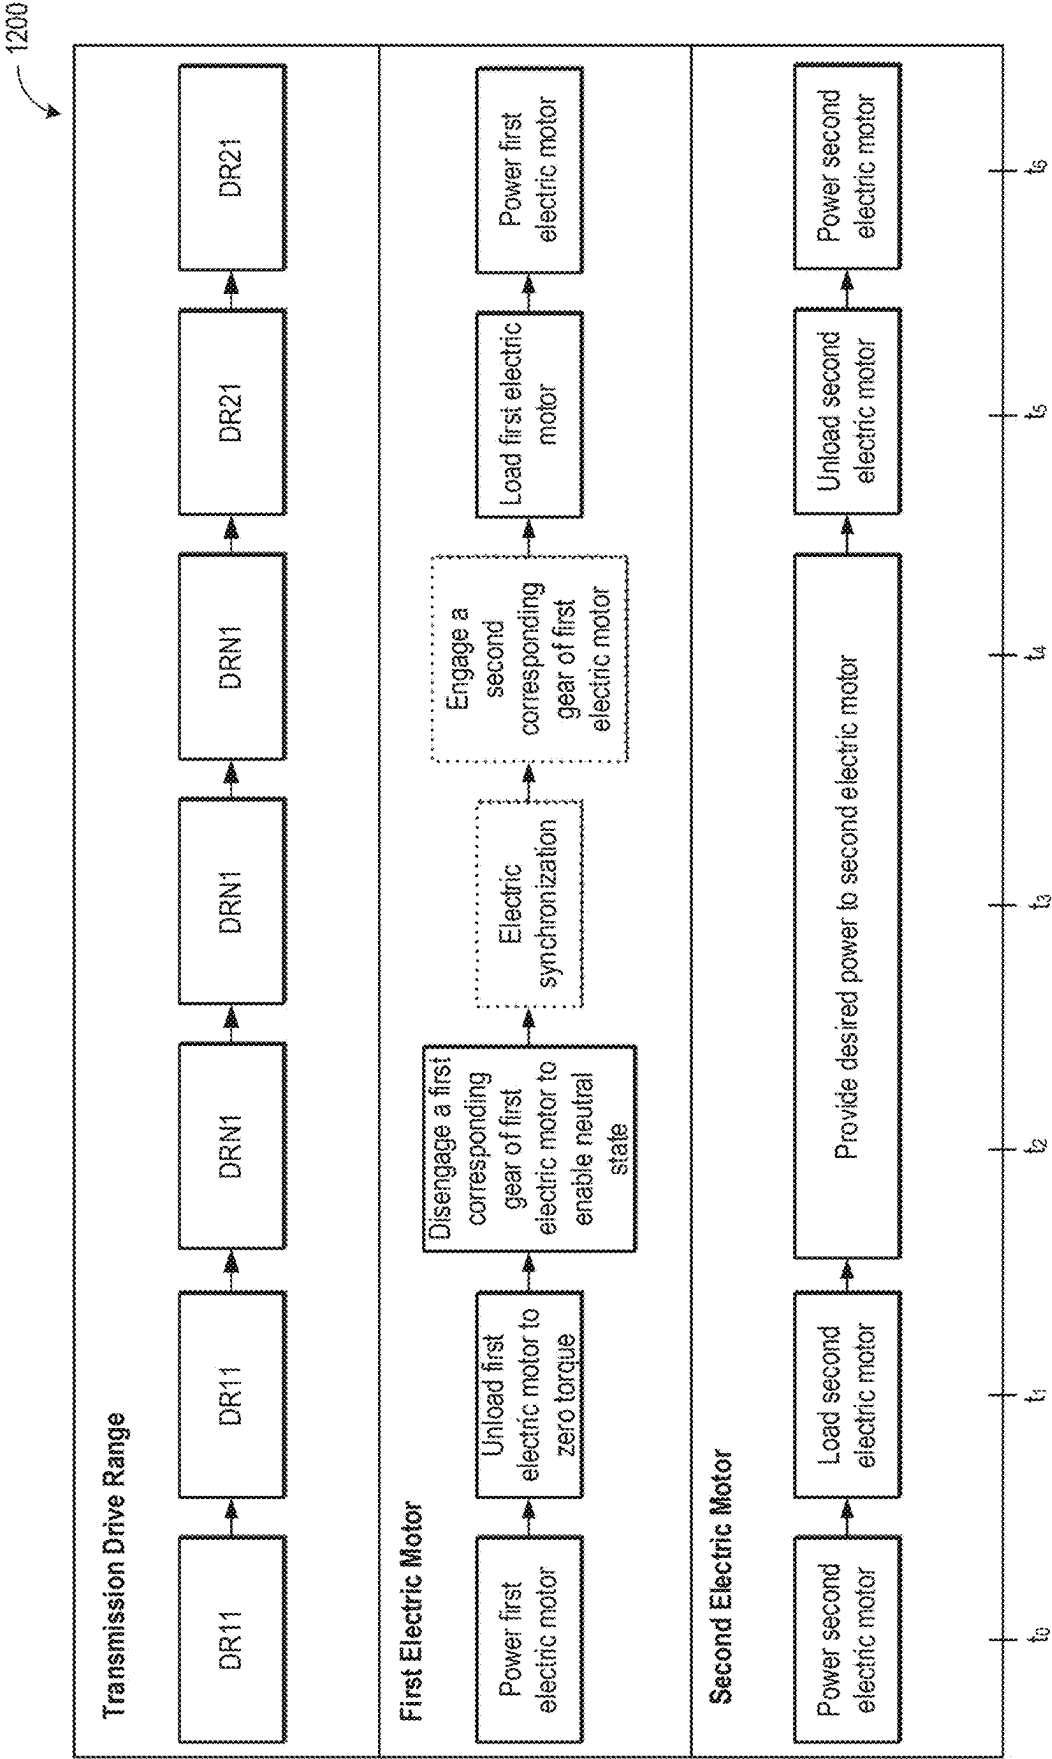 1200
Transmission Drive Range
DR11
DR11
DRN1
DRN1
DRN1
DR21
DR21
First Electric Motor
Power first
electric motor
Unload first
electric motor to
zero torque
Disengage a first
corresponding
gear of first
electric motor to
enable neutral
state
Electric
synchronization
Engage a
second
corresponding
gear of first
electric motor
Load first electric
motor
Power first
electric motor
Second Electric Motor
Power second
electric motor
Load second
electric motor
Provide desired power to second electric motor
Unload second
electric motor
Power second
electric motor
t0
t1
t2
t3
t4
t5
t6